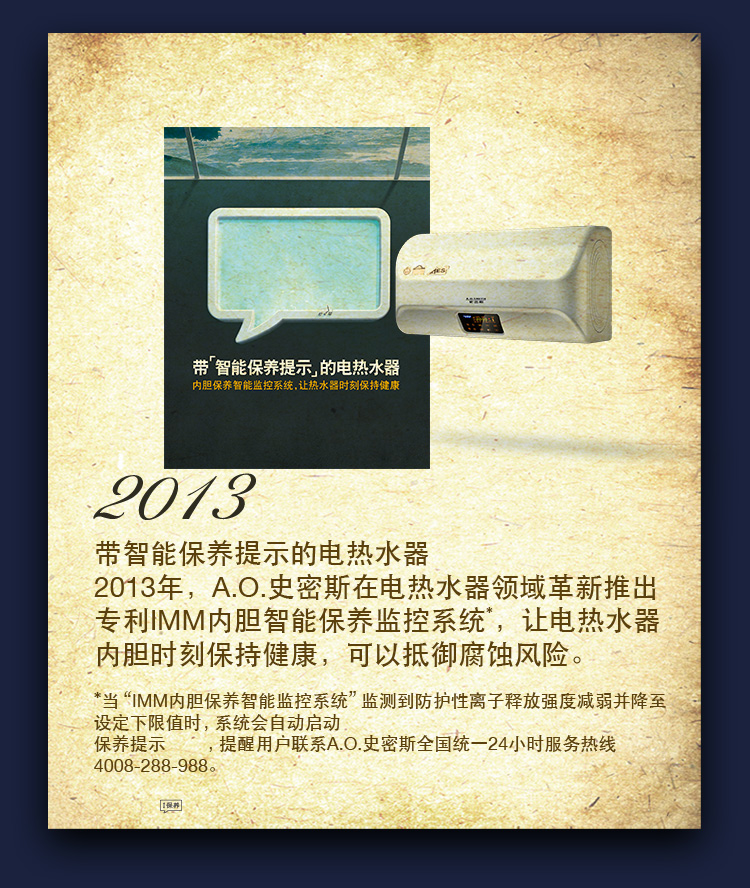 A.O.SMITH
带「智能保养提示」的电热水器
内胆保养智能监控系统,让热水器时刻保持健康
2013
带智能保养提示的电热水器
2013年，A.O.史密斯在电热水器领域革新推出
专利IMM内胆智能保养监控系统*，让电热水器
内胆时刻保持健康，可以抵御腐蚀风险。
*当“IMM内胆保养智能监控系统”监测到防护性离子释放强度减弱并降至
设定下限值时, 系统会自动启动
保养提示 , 提醒用户联系A.O.史密斯全国统一24小时服务热线
4008-288-988。
保养